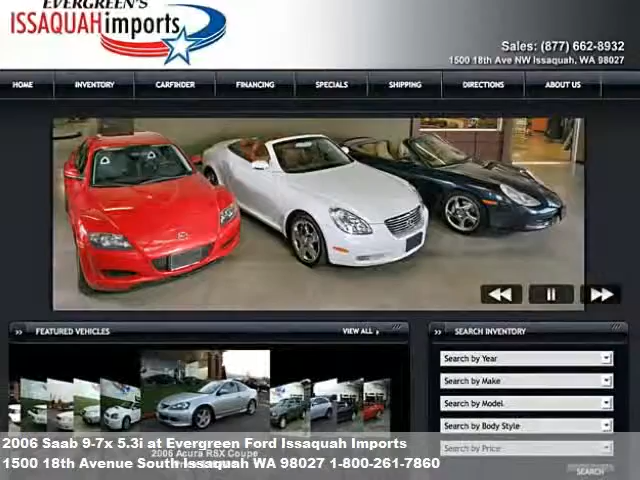 EVERGREEN'S
ISSAQUAH imports
Sales: (877) 662-8932
1500 18th Ave NW Issaquah, WA 98027
HOME INVENTORY CARFINDER FINANCING SPECIALS SHIPPING DIRECTIONS ABOUT US
FEATURED VEHICLES VIEW ALL
SEARCH INVENTORY
Search by Year
Search by Make
Search by Model
Search by Body Style
Search by Price
SEARCH
2006 Acura RSX Coupe
2006 Saab 9-7x 5.3i at Evergreen Ford Issaquah Imports
1500 18th Avenue South Issaquah WA 98027 1-800-261-7860